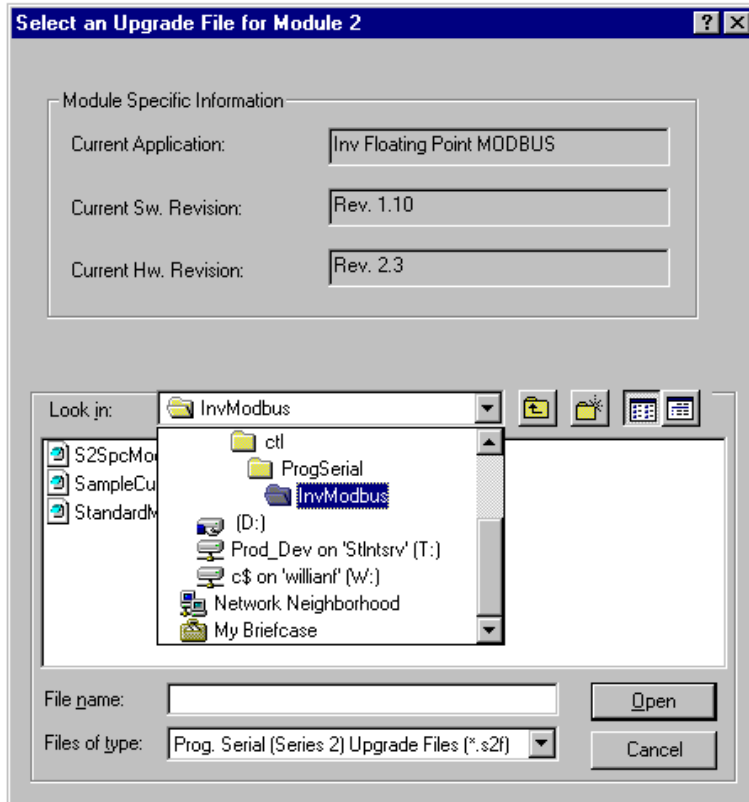 Select an Upgrade File for Module 2
Module Specific Information
Current Application: Inv Floating Point MODBUS
Current Sw. Revision: Rev. 1.10
Current Hw. Revision: Rev. 2.3
Look in: InvModbus
ctl
S2SpcMo
ProgSerial
SampleCu
InvModbus
StandardM
(D:)
Prod_Dev on 'Stlntsrv' (T:)
c$ on 'willianf' (W:)
Network Neighborhood
My Briefcase
File name:
Open
Files of type: Prog. Serial (Series 2) Upgrade Files (*.s2f)
Cancel